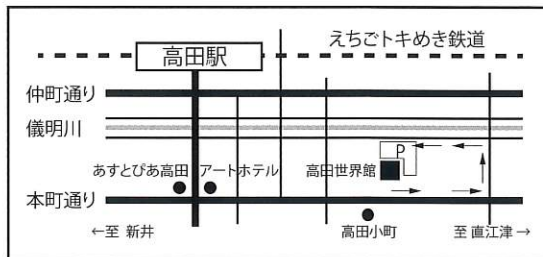 えちごトキめき鉄道
高田駅
仲町通り
儀明川
P
あすとぴあ高田
アートホテル
高田世界館
本町通り
←至 新井
高田小町
至 直江津→